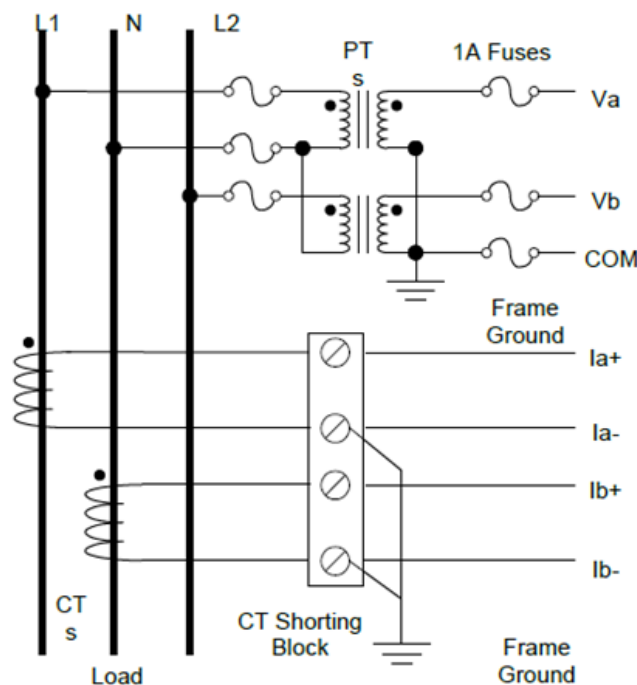 L1
N
L2
PT
s
1A Fuses
Va
Vb
COM
Frame
Ground
Ia+
Ia-
Ib+
Ib-
CT
s
CT Shorting
Block
Load
Frame
Ground